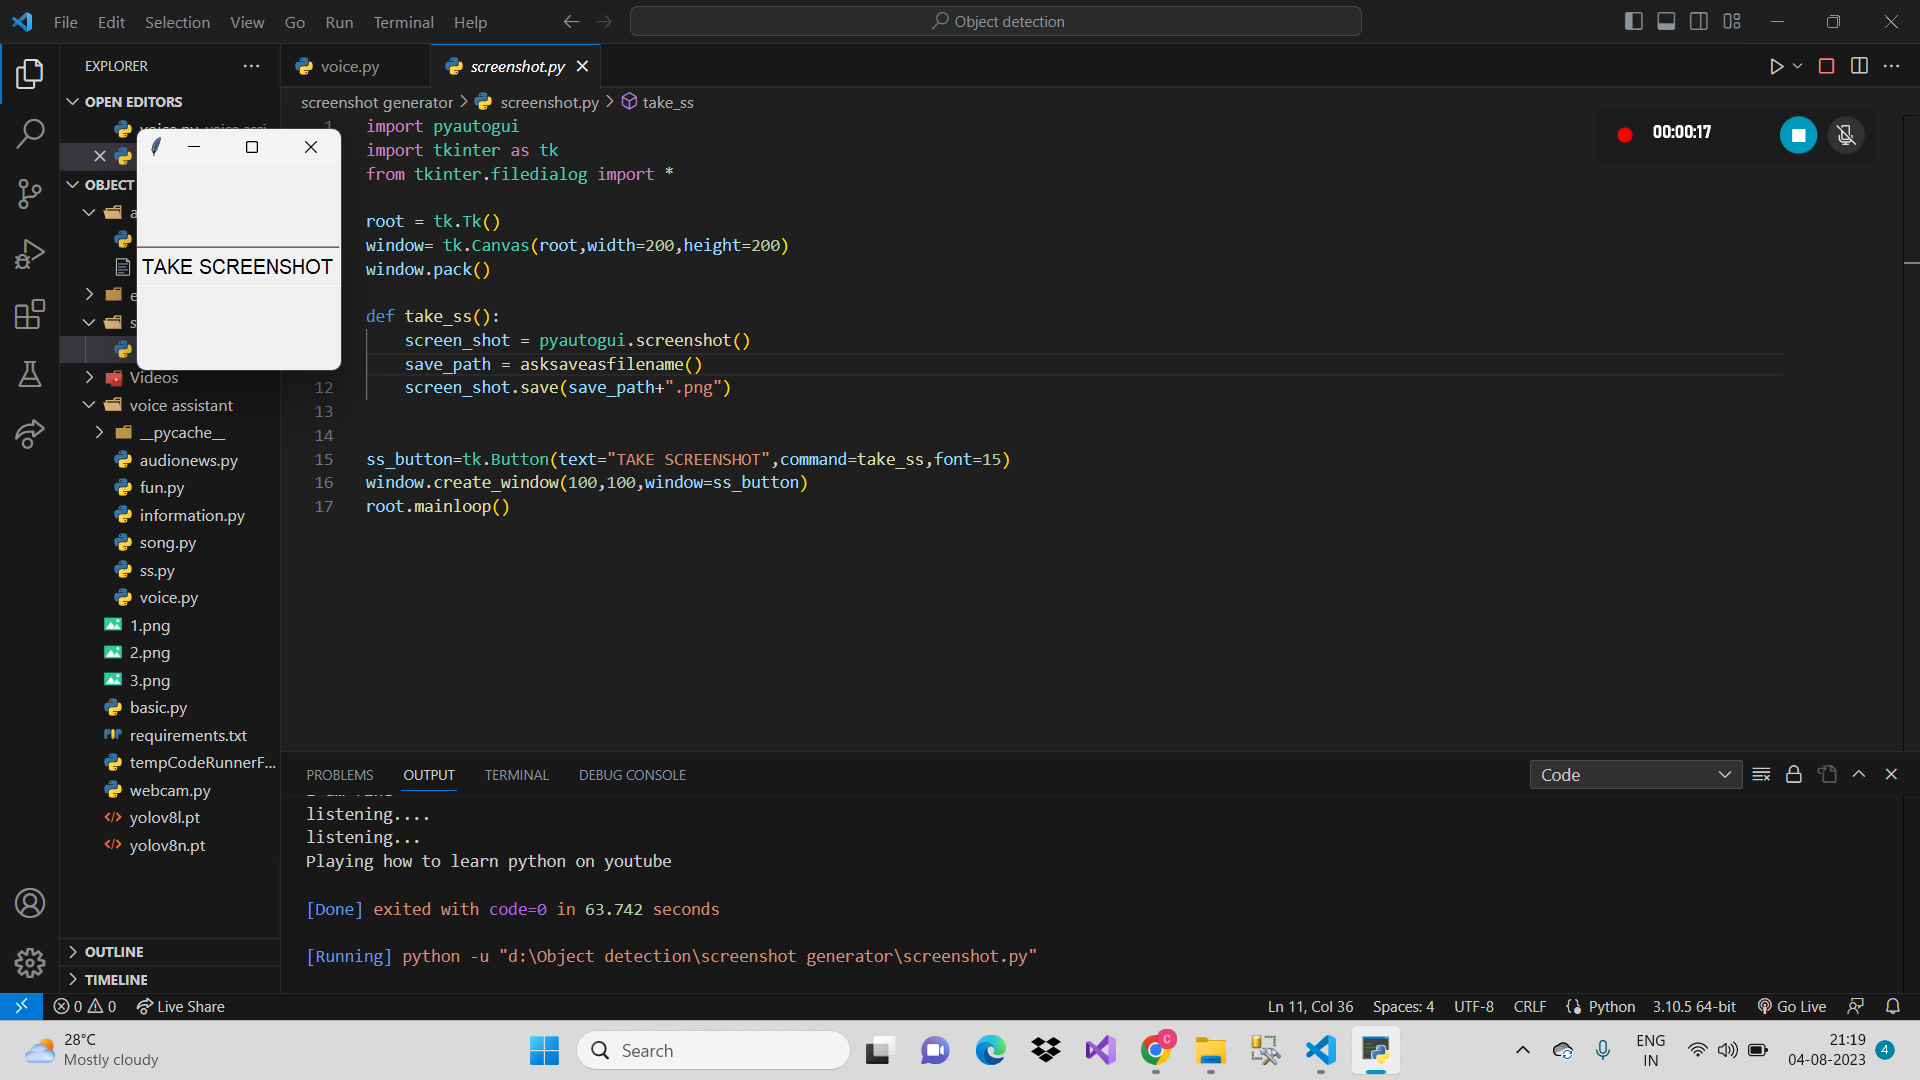 File Edit Selection View Go Run Terminal Help
Object detection
EXPLORER
voice.py
screenshot.py
OPEN EDITORS
screenshot generator > screenshot.py > take_ss
OBJECT
TAKE SCREENSHOT
Videos
voice assistant
__pycache__
audionews.py
fun.py
information.py
song.py
ss.py
voice.py
1.png
2.png
3.png
basic.py
requirements.txt
tempCodeRunnerF...
webcam.py
yolov8l.pt
yolov8n.pt
OUTLINE
TIMELINE
1 import pyautogui
import tkinter as tk
from tkinter.filedialog import *
root = tk.Tk()
window= tk.Canvas(root,width=200,height=200)
window.pack()
def take_ss():
screen_shot = pyautogui.screenshot()
save_path = asksaveasfilename()
12 screen_shot.save(save_path+".png")
13
14
15 ss_button=tk.Button(text="TAKE SCREENSHOT",command=take_ss,font=15)
16 window.create_window(100,100,window=ss_button)
17 root.mainloop()
00:00:17
PROBLEMS OUTPUT TERMINAL DEBUG CONSOLE
Code
listening....
listening...
Playing how to learn python on youtube
[Done] exited with code=0 in 63.742 seconds
[Running] python -u "d:\Object detection\screenshot generator\screenshot.py"
0 0 Live Share
Ln 11, Col 36 Spaces: 4 UTF-8 CRLF Python 3.10.5 64-bit Go Live
28°C
Mostly cloudy
Search
C
ENG
IN
21:19
04-08-2023
4